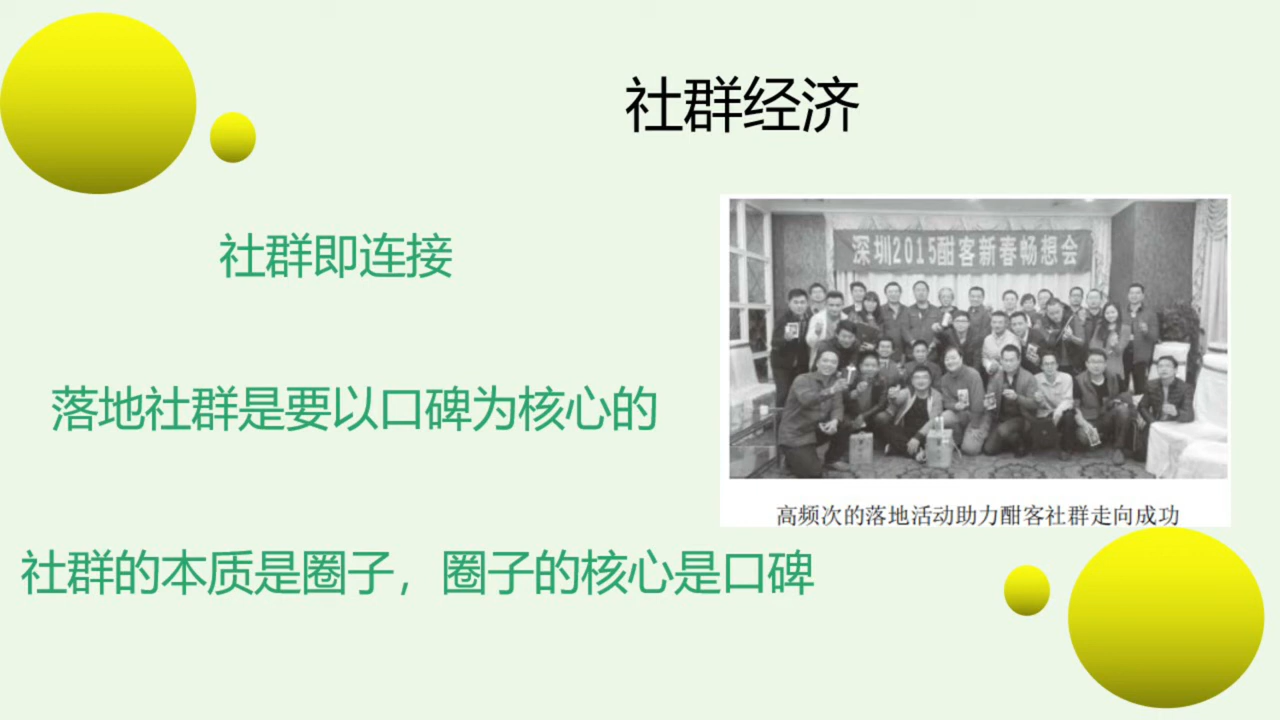 社群经济
社群即连接
落地社群是要以口碑为核心的
社群的本质是圈子，圈子的核心是口碑
深圳2015酣客新春畅想会
高频次的落地活动助力酣客社群走向成功